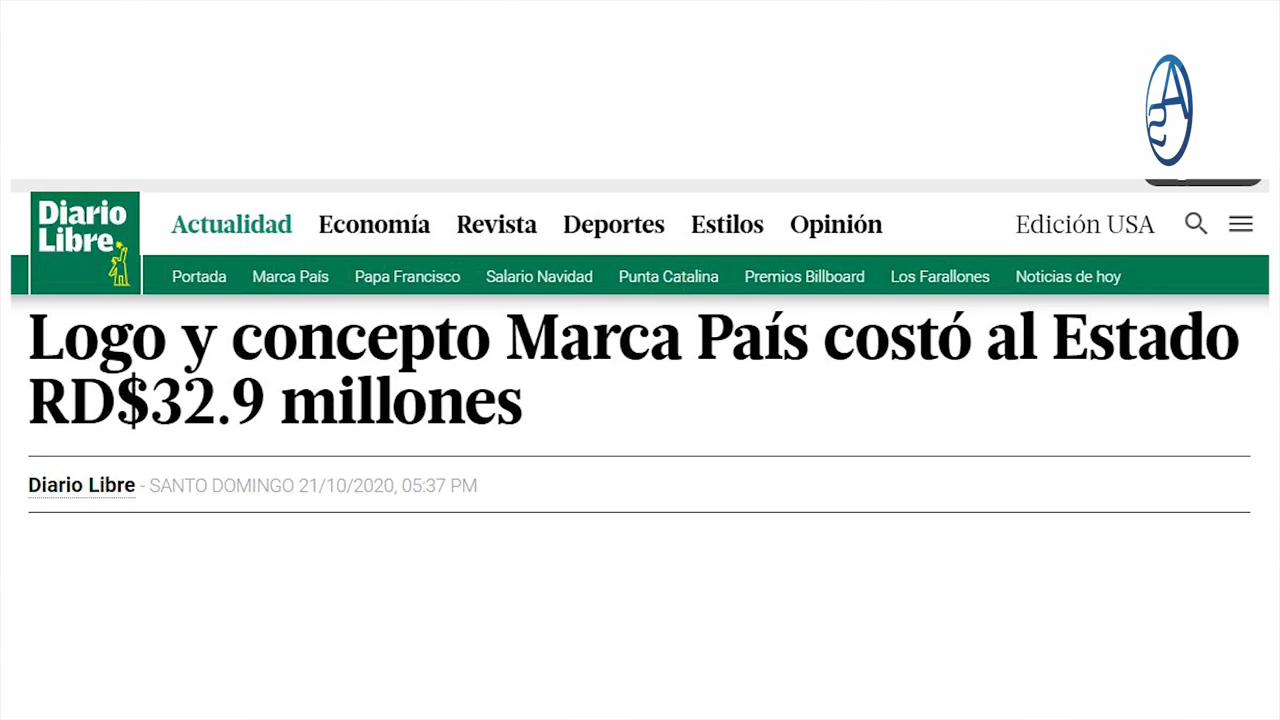 Diario
Libre
Actualidad Economía Revista Deportes Estilos Opinión Edición USA
Portada Marca País Papa Francisco Salario Navidad Punta Catalina Premios Billboard Los Farallones Noticias de hoy
Logo y concepto Marca País costó al Estado
RD$32.9 millones
Diario Libre - SANTO DOMINGO 21/10/2020, 05:37 PM